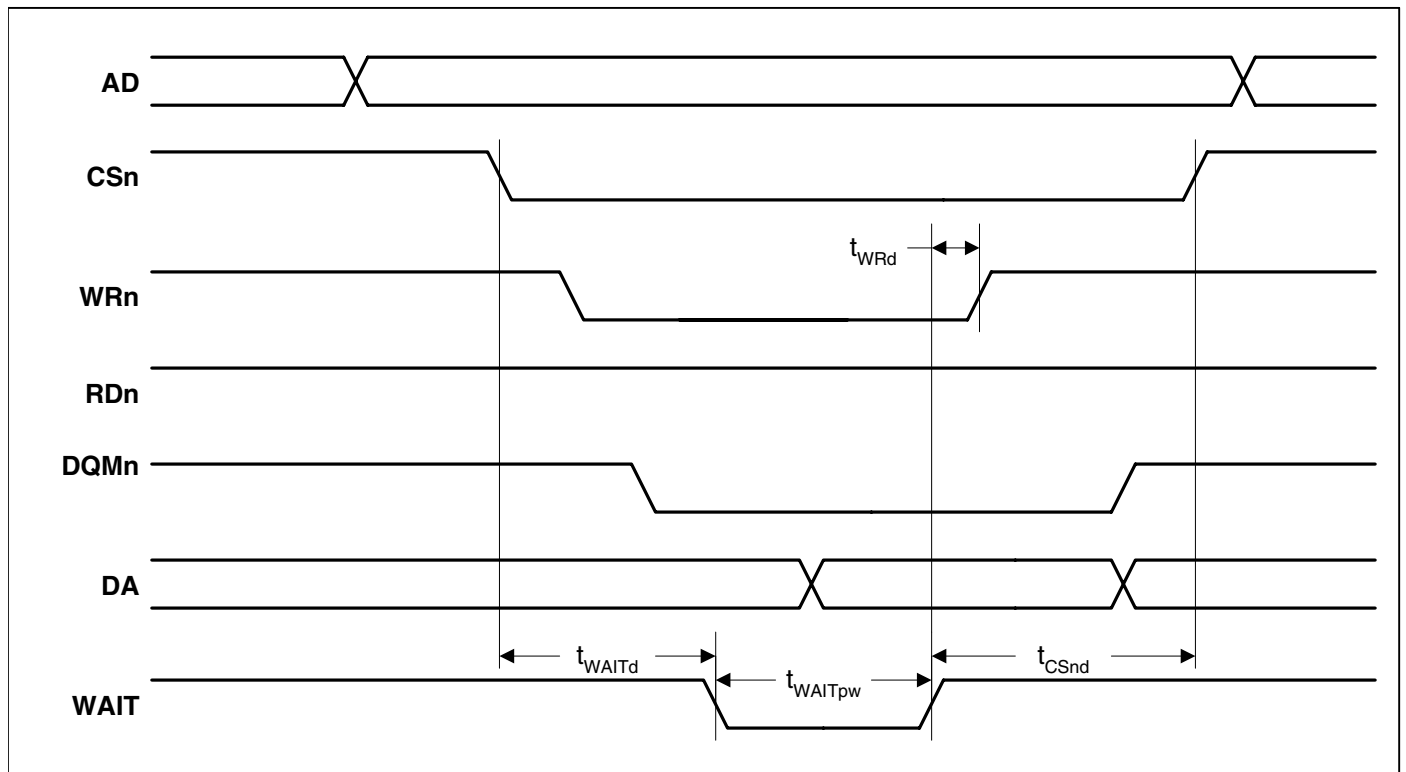 AD
CSn
tWRd
WRn
RDn
DQMn
DA
tWAITd
tCSnd
tWAITpw
WAIT